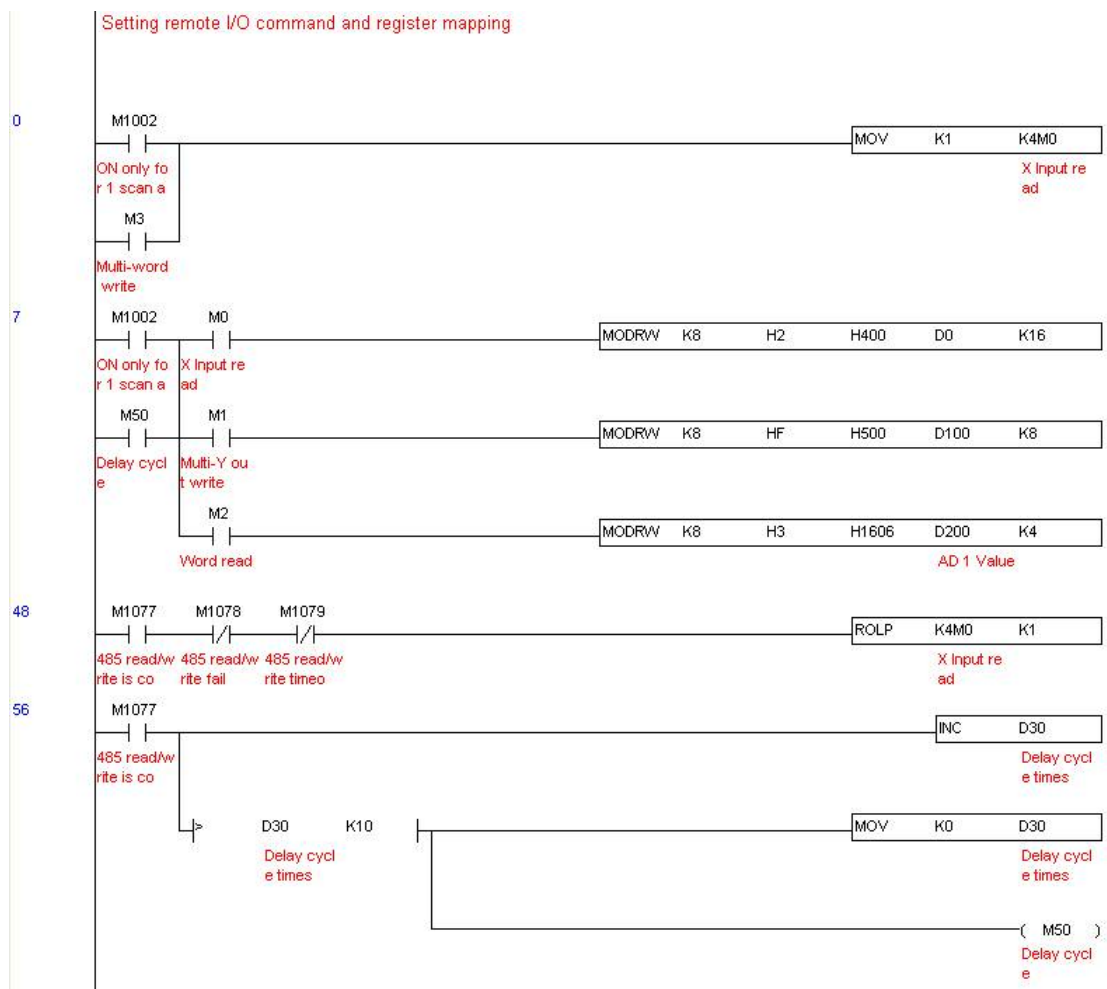 Setting remote I/O command and register mapping
0
M1002
MOV K1 K4M0
ON only fo
r 1 scan a
X Input re
ad
M3
Multi-word
write
7
M1002 M0
MODRW K8 H2 H400 D0 K16
ON only fo X Input re
r 1 scan a ad
M50 M1
MODRW K8 HF H500 D100 K8
Delay cycl Multi-Y ou
e t write
M2
MODRW K8 H3 H1606 D200 K4
Word read AD 1 Value
48
M1077 M1078 M1079
ROLP K4M0 K1
485 read/w 485 read/w 485 read/w X Input re
rite is co rite fail rite timeo ad
56
M1077
INC D30
485 read/w Delay cycl
rite is co e times
> D30 K10 MOV K0 D30
Delay cycl Delay cycl
e times e times
( M50 )
Delay cycl
e